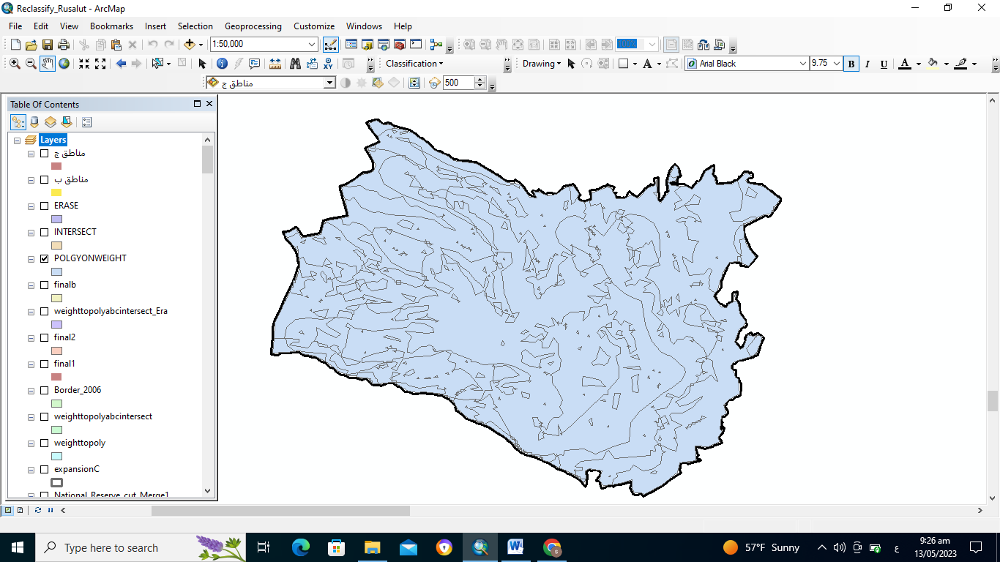 Reclassify_Rusalut - ArcMap
File Edit View Bookmarks Insert Selection Geoprocessing Customize Windows Help
1:50,000 100%
Classification Drawing A Arial Black 9.75 B I U A
مناطق ج 500
Table Of Contents
Layers
مناطق ج
مناطق ب
ERASE
INTERSECT
POLGYONWEIGHT
finalb
weighttopolyabcintersect_Era
final2
final1
Border_2006
weighttopolyabcintersect
weighttopoly
expansionC
National_Reserve_cut_Merge1
Type here to search
57°F Sunny
ع
9:26 am
13/05/2023